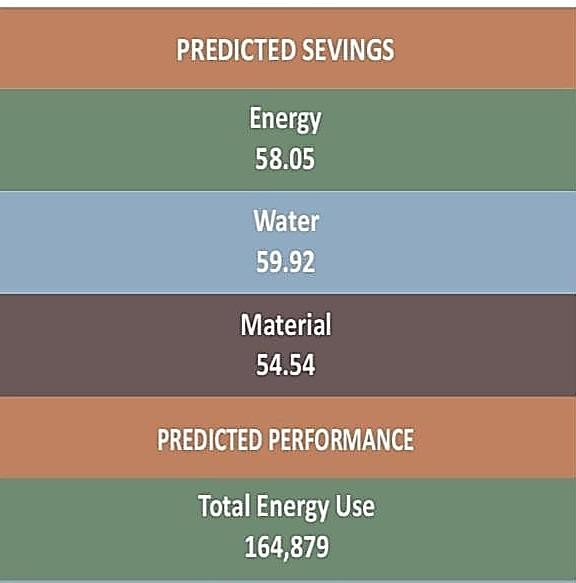 PREDICTED SEVINGS
Energy
58.05
Water
59.92
Material
54.54
PREDICTED PERFORMANCE
Total Energy Use
164,879